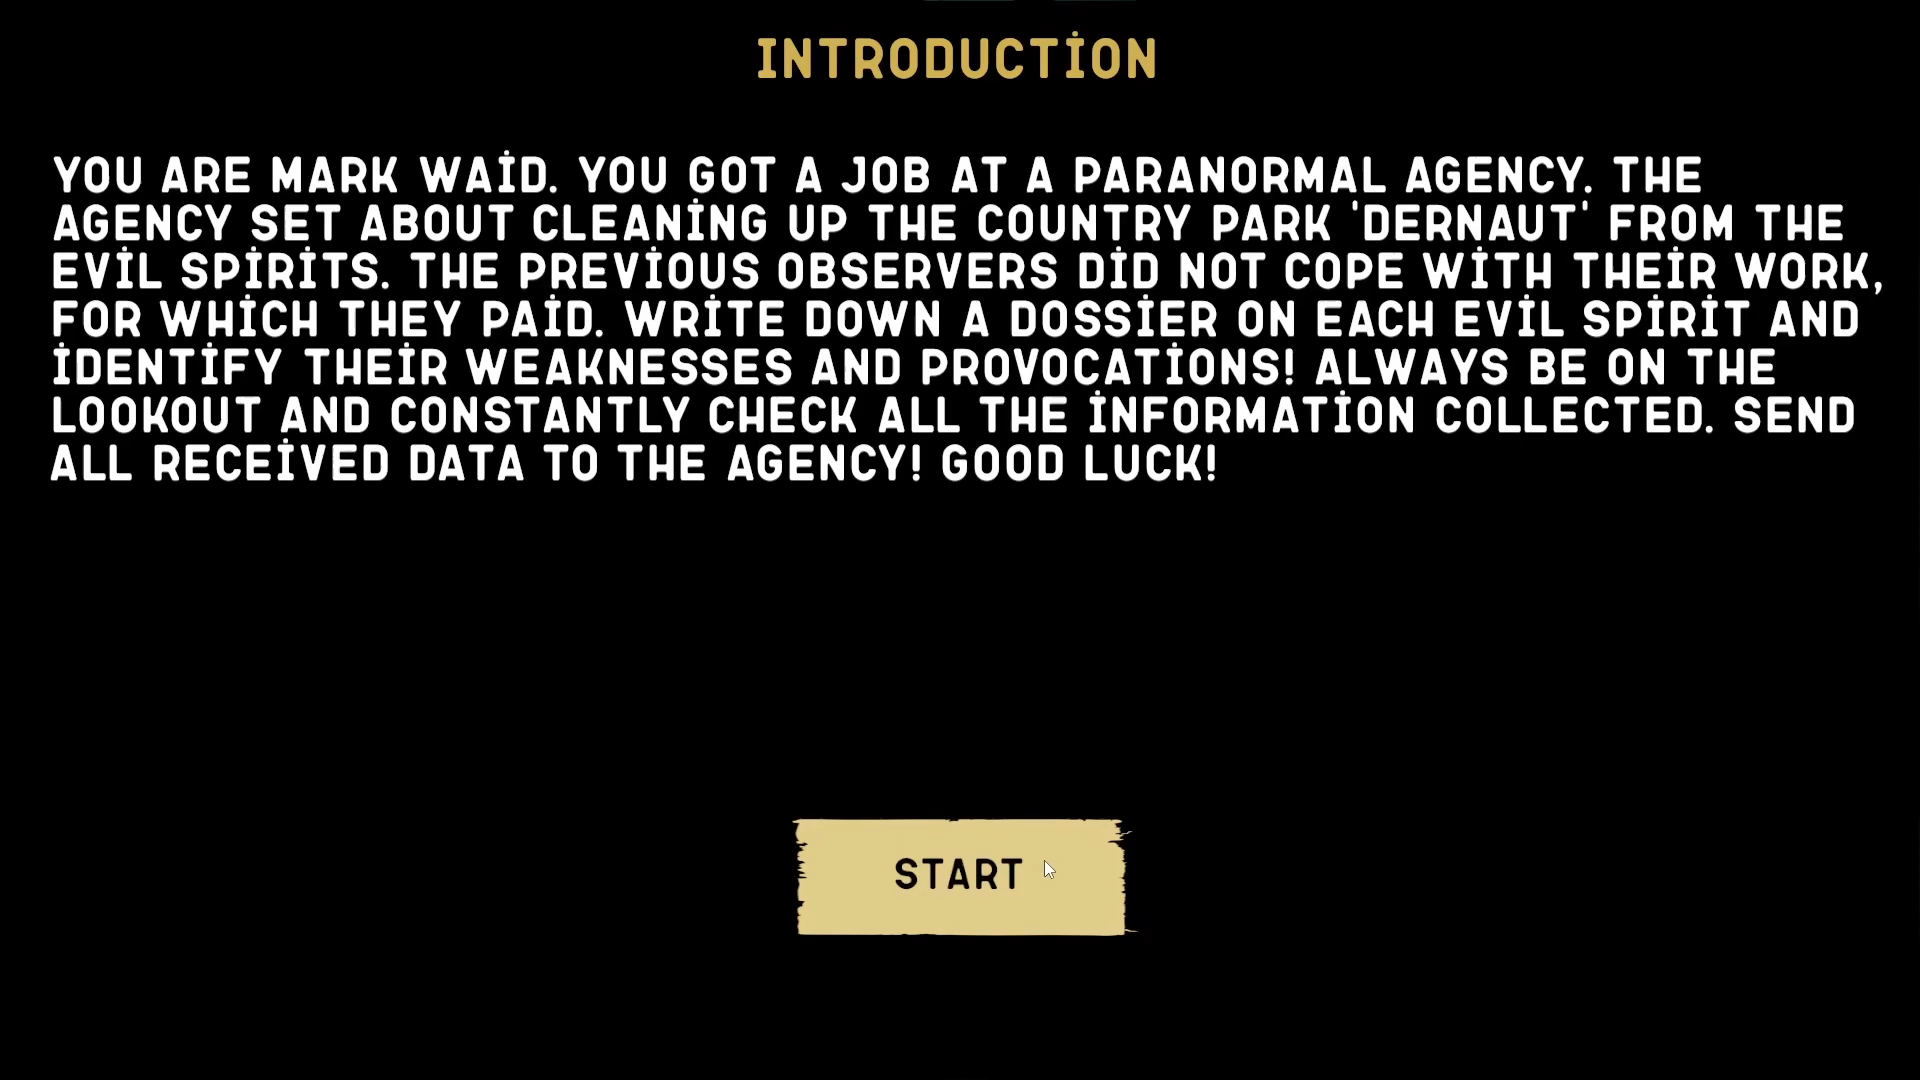 INTRODUCTİON
YOU ARE MARK WAİD. YOU GOT A JOB AT A PARANORMAL AGENCY. THE
AGENCY SET ABOUT CLEANİNG UP THE COUNTRY PARK 'DERNAUT' FROM THE
EVİL SPİRİTS. THE PREVİOUS OBSERVERS DİD NOT COPE WİTH THEİR WORK,
FOR WHİCH THEY PAİD. WRİTE DOWN A DOSSİER ON EACH EVİL SPİRİT AND
İDENTİFY THEİR WEAKNESSES AND PROVOCATİONS! ALWAYS BE ON THE
LOOKOUT AND CONSTANTLY CHECK ALL THE İNFORMATİON COLLECTED. SEND
ALL RECEİVED DATA TO THE AGENCY! GOOD LUCK!
START